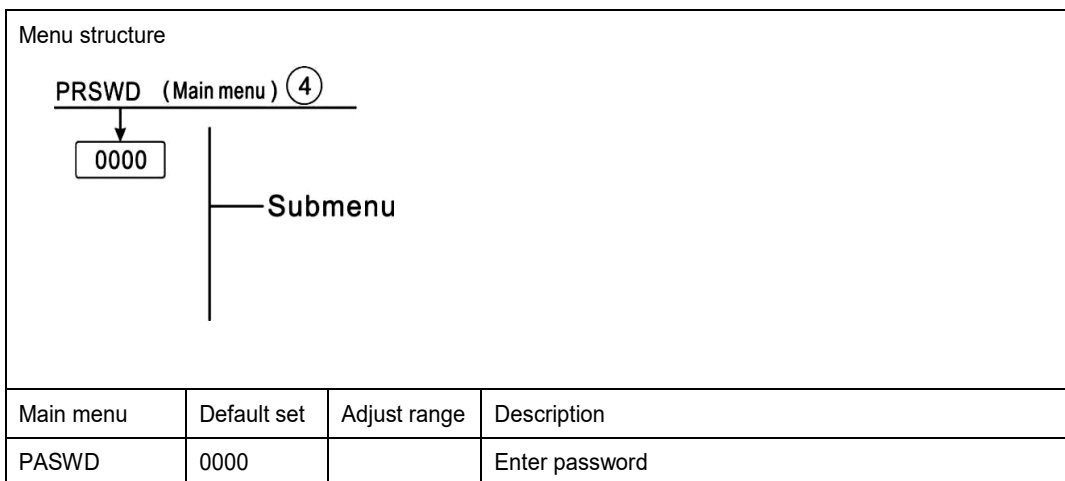 Menu structure
PRSWD (Main menu) 4
0000
Submenu
Main menu Default set Adjust range Description
PASWD 0000 Enter password